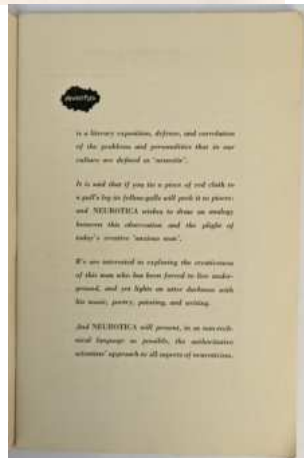 NEUROTICA
is a literary exposition, defense, and correlation
of the problems and personalities that in our
culture are defined as "neurotic".
It is said that if you tie a piece of red cloth to
a gull's leg its fellow-gulls will peck it to pieces:
and NEUROTICA wishes to draw an analogy
between this observation and the plight of
today's creative "anxious man".
We are interested in exploring the creativeness
of this man who has been forced to live under-
ground, and yet lights an utter darkness with
his music, poetry, painting, and writing.
And NEUROTICA will present, in as non-tech-
nical language as possible, the authoritative
scientists' approach to all aspects of neuroticism.